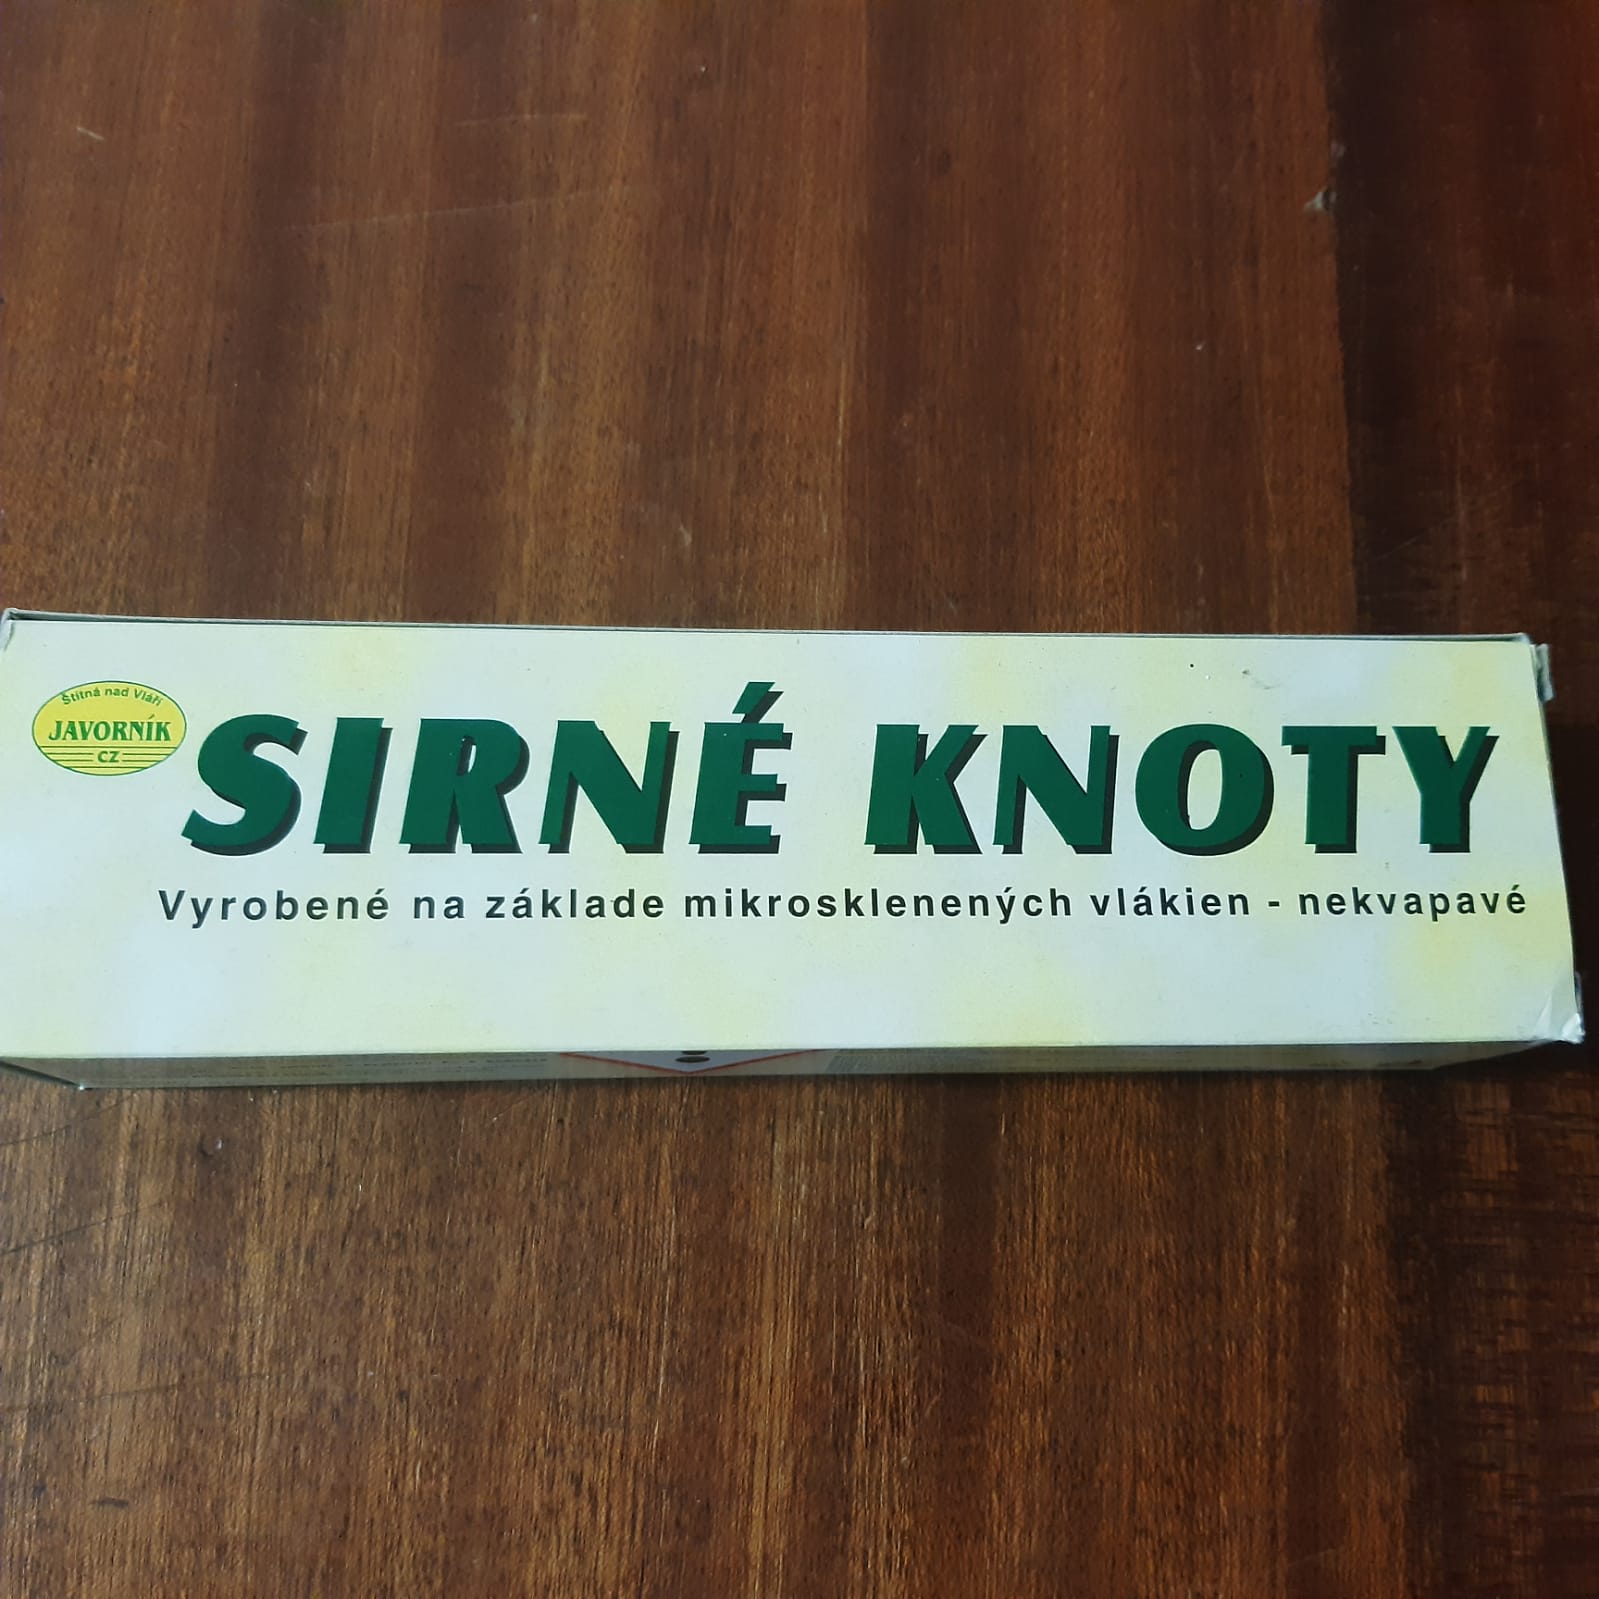 Štítná nad Vláří
JAVORNÍK
CZ
SIRNÉ KNOTY
Vyrobené na základe mikrosklenených vlákien - nekvapavé